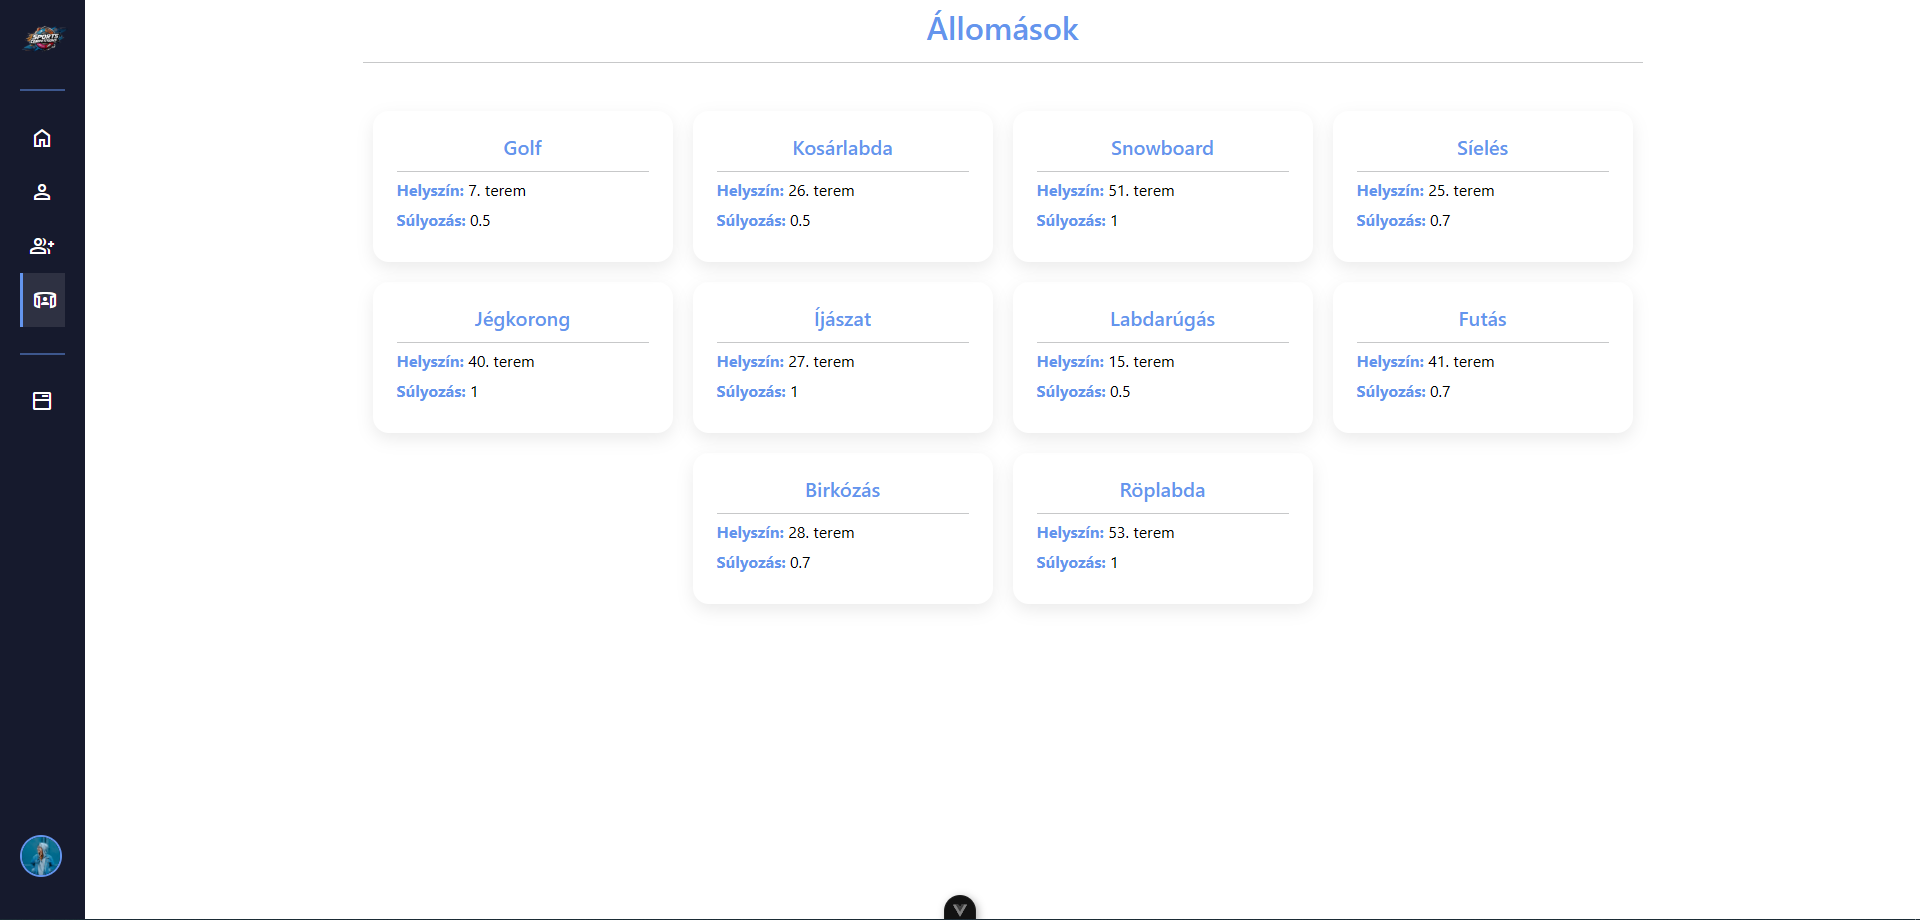 SPORTS
Állomások
Golf
Helyszín: 7. terem
Súlyozás: 0.5
Kosárlabda
Helyszín: 26. terem
Súlyozás: 0.5
Snowboard
Helyszín: 51. terem
Súlyozás: 1
Síelés
Helyszín: 25. terem
Súlyozás: 0.7
Jégkorong
Helyszín: 40. terem
Súlyozás: 1
Íjászat
Helyszín: 27. terem
Súlyozás: 1
Labdarúgás
Helyszín: 15. terem
Súlyozás: 0.5
Futás
Helyszín: 41. terem
Súlyozás: 0.7
Birkózás
Helyszín: 28. terem
Súlyozás: 0.7
Röplabda
Helyszín: 53. terem
Súlyozás: 1